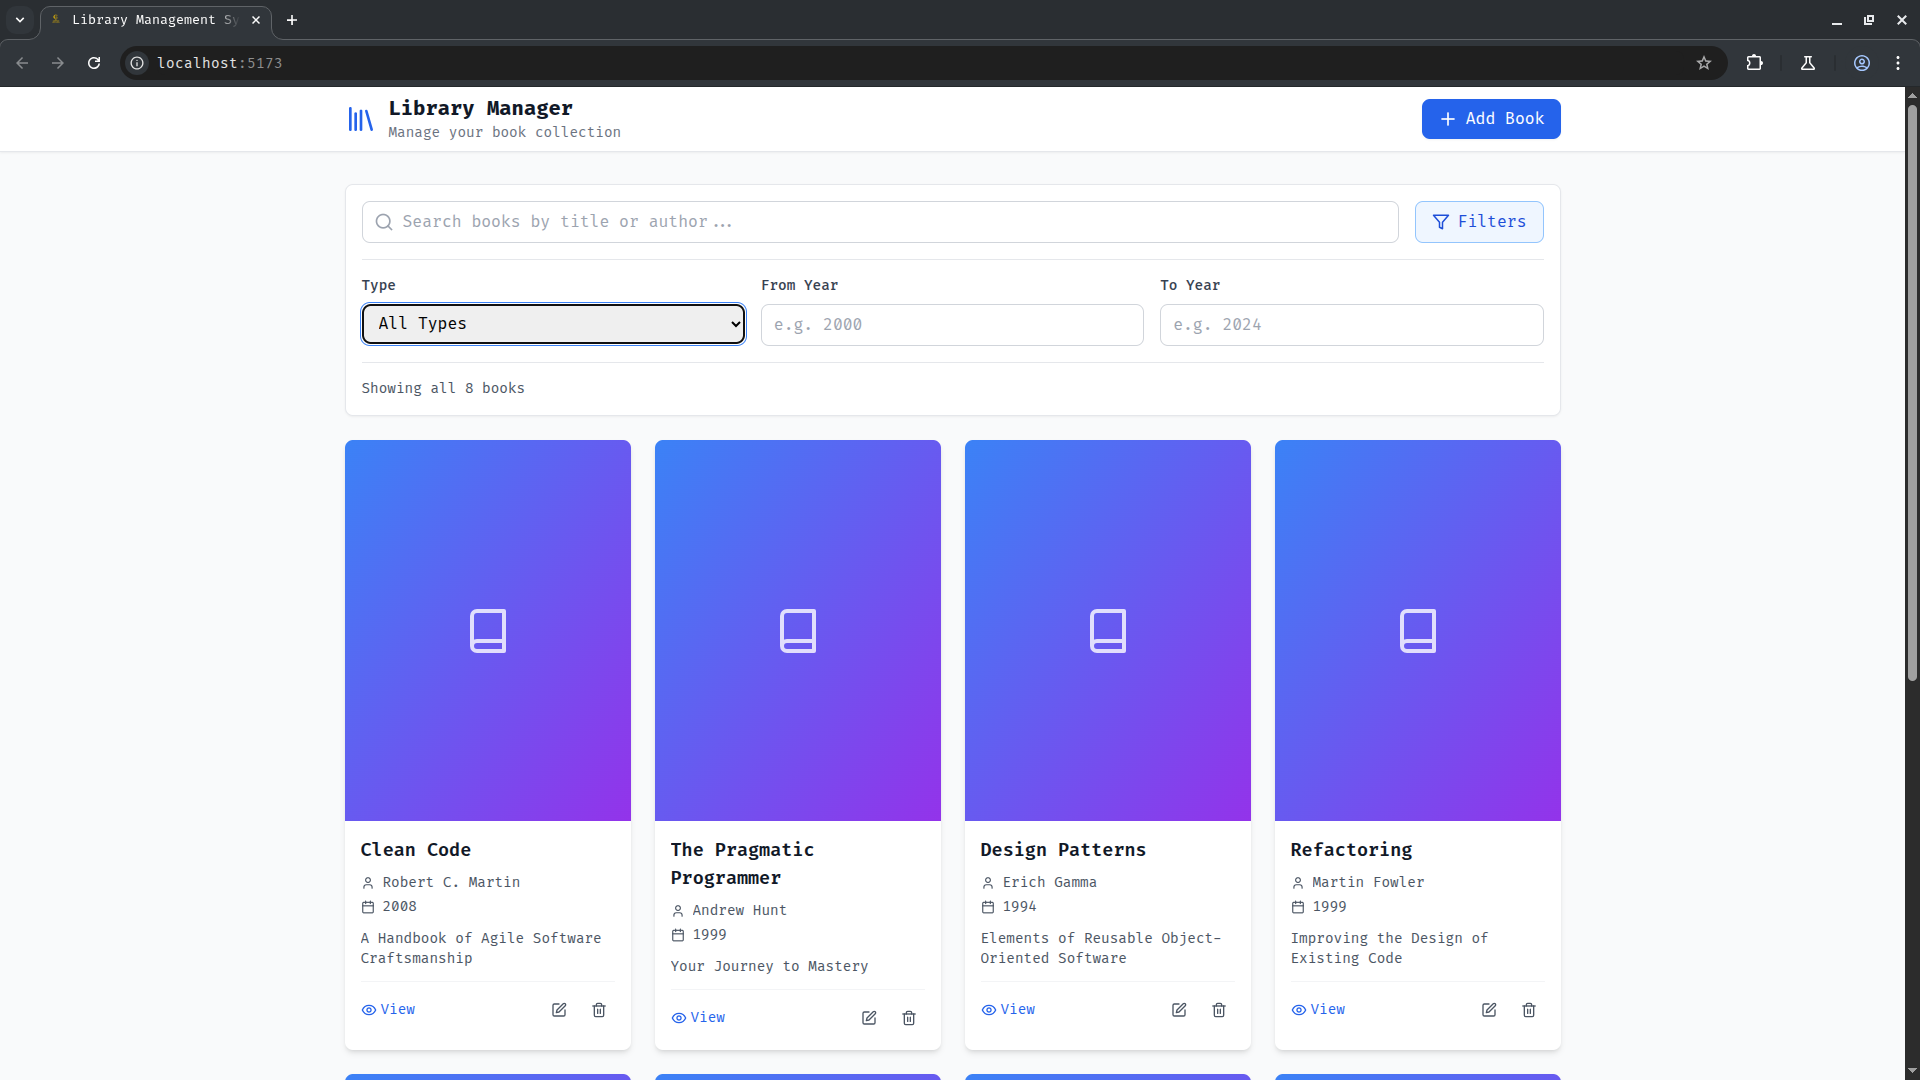 Library Management Sy
localhost:5173
Library Manager
Manage your book collection
Add Book
Search books by title or author...
Filters
Type
From Year
To Year
All Types
e.g. 2000
e.g. 2024
Showing all 8 books
Clean Code
Robert C. Martin
2008
A Handbook of Agile Software
Craftsmanship
View
The Pragmatic
Programmer
Andrew Hunt
1999
Your Journey to Mastery
View
Design Patterns
Erich Gamma
1994
Elements of Reusable Object-
Oriented Software
View
Refactoring
Martin Fowler
1999
Improving the Design of
Existing Code
View